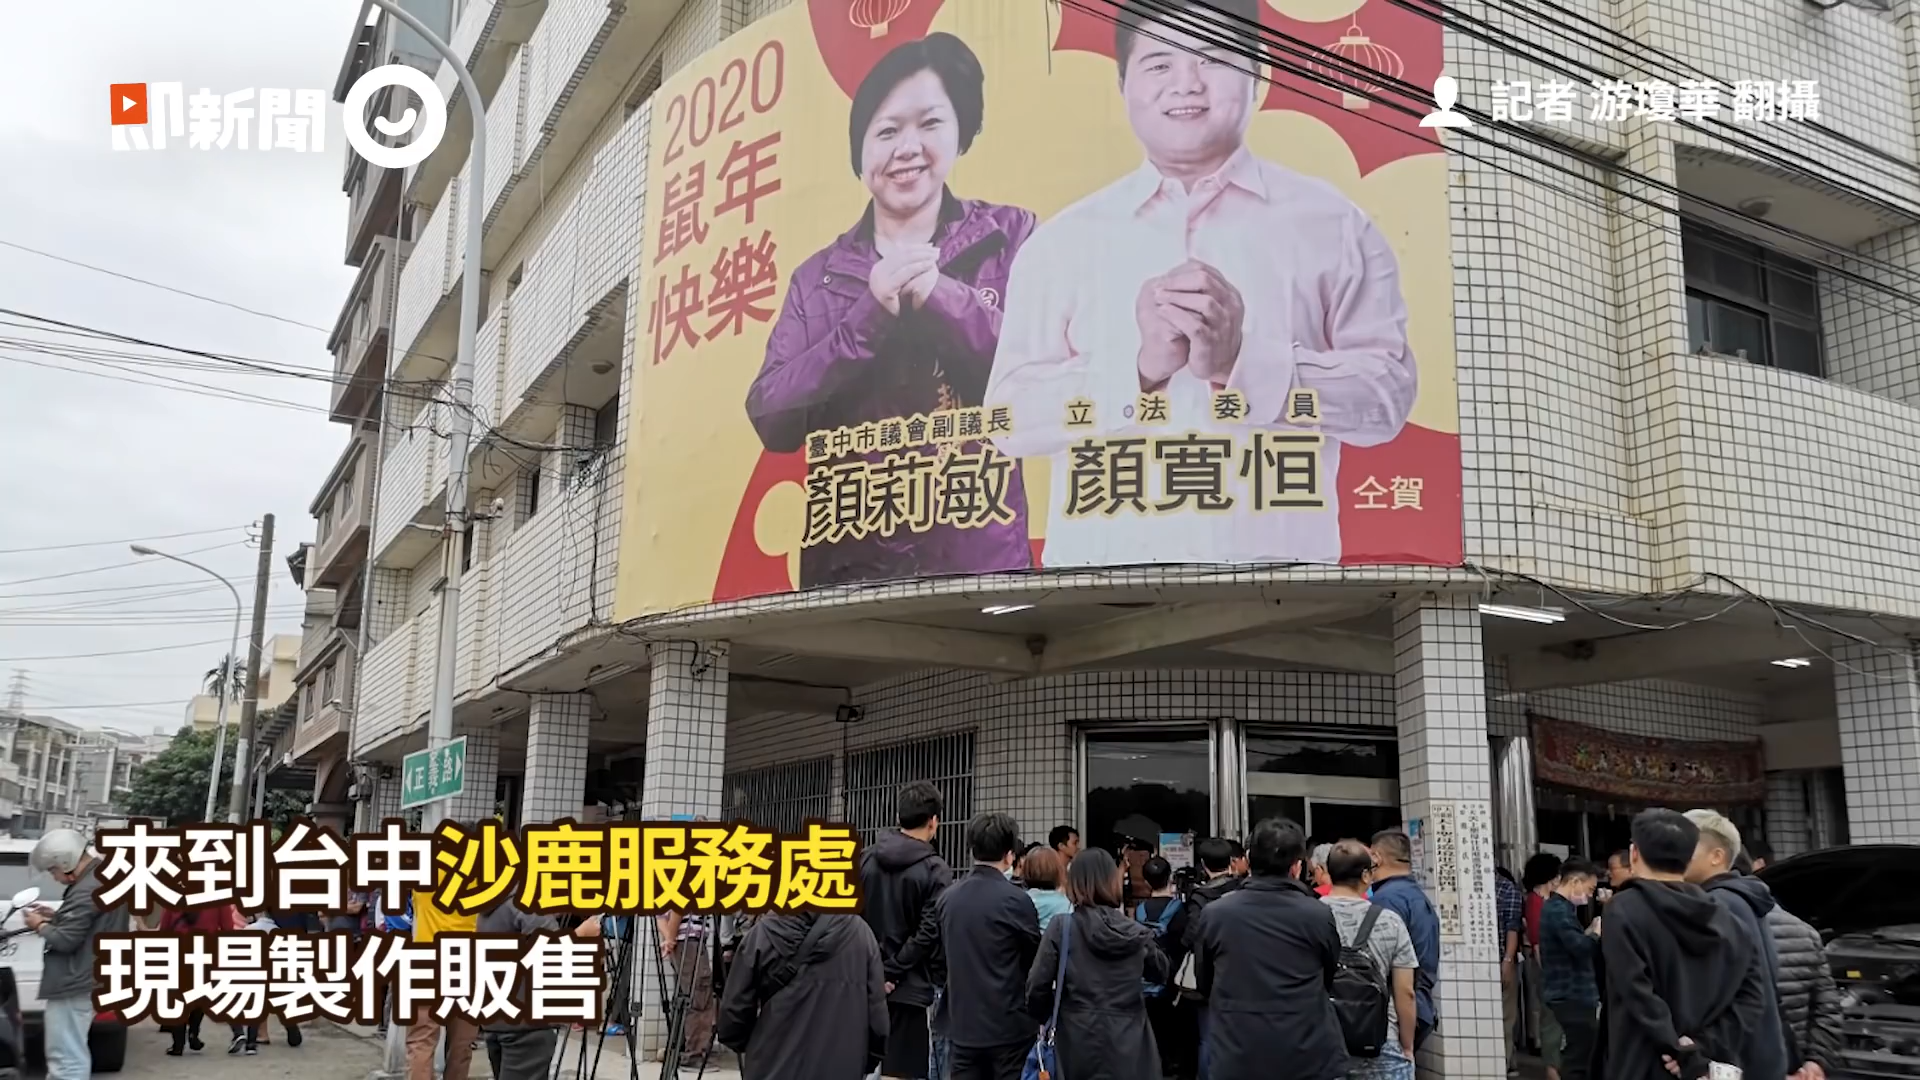 即新聞
記者 游瓊華 翻攝
2020
鼠年
快樂
臺中市議會副議長
顏莉敏
立法委員
顏寬恒
仝賀
正義路
來到台中沙鹿服務處
現場製作販售